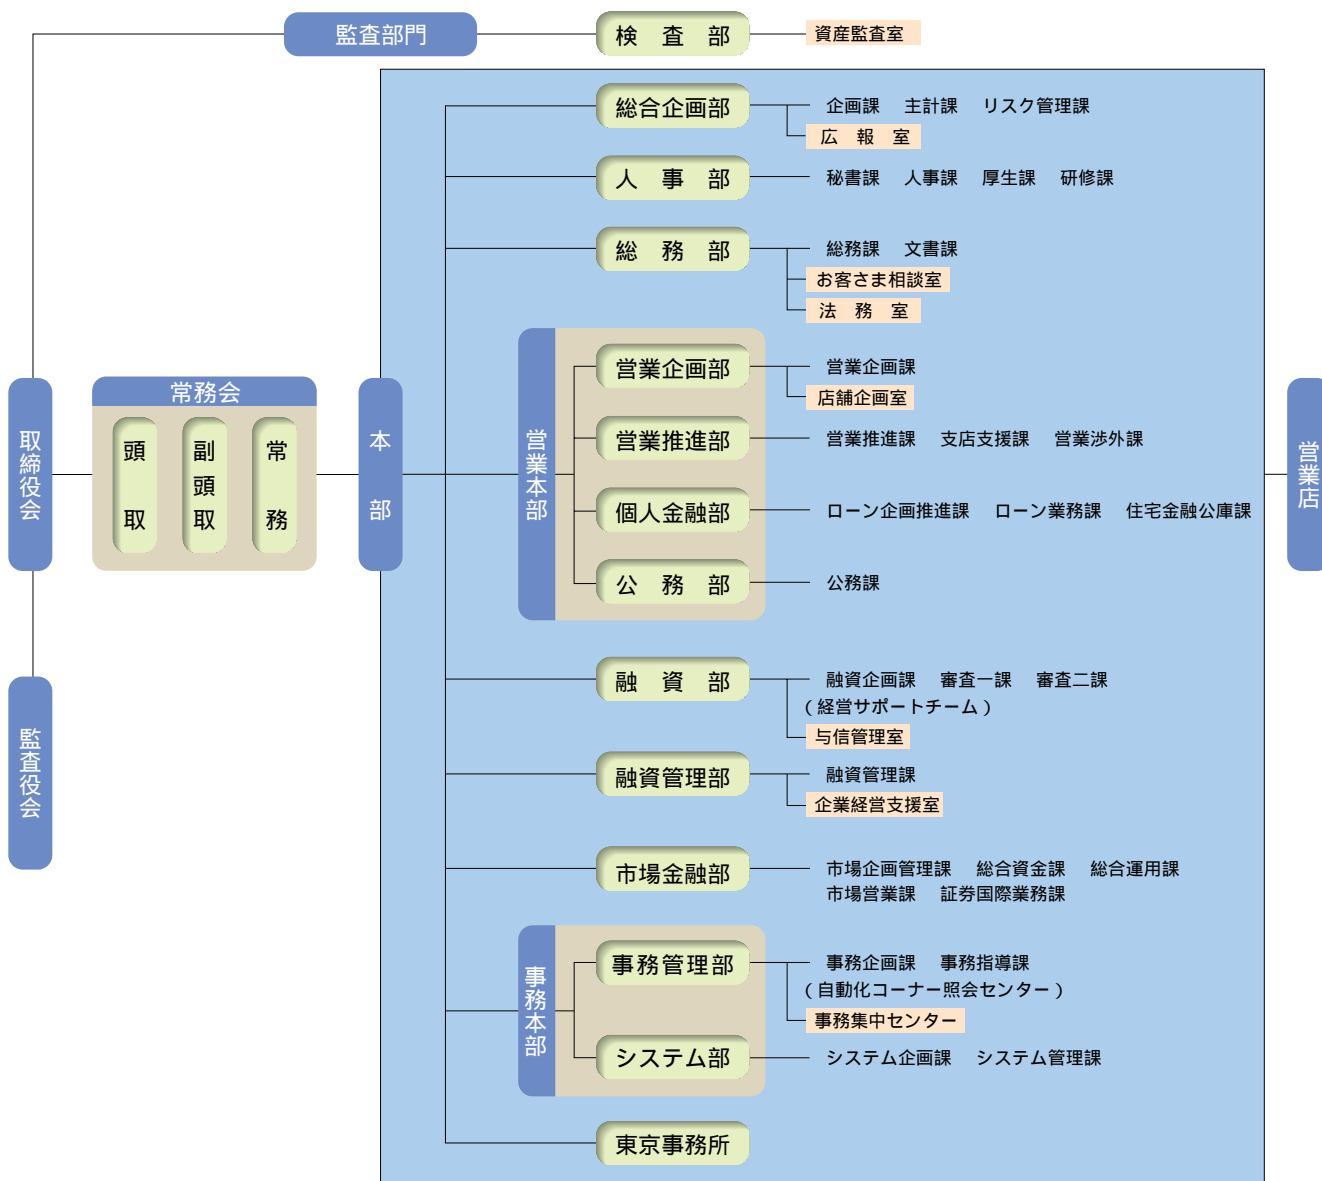 監査部門
検　査　部
資産監査室
総合企画部
企画課　主計課　リスク管理課
広　報　室
人　事　部
秘書課　人事課　厚生課　研修課
総　務　部
総務課　文書課
お客さま相談室
法　務　室
取締役会
監査役会
常務会
頭取
副頭取
常務
本部
営業本部
営業企画部
営業企画課
店舗企画室
営業推進部
営業推進課　支店支援課　営業渉外課
個人金融部
ローン企画推進課　ローン業務課　住宅金融公庫課
公　務　部
公務課
営業店
融　資　部
融資企画課　審査一課　審査二課
（経営サポートチーム）
与信管理室
融資管理部
融資管理課
企業経営支援室
市場金融部
市場企画管理課　総合資金課　総合運用課
市場営業課　証券国際業務課
事務本部
事務管理部
事務企画課　事務指導課
（自動化コーナー照会センター）
事務集中センター
システム部
システム企画課　システム管理課
東京事務所